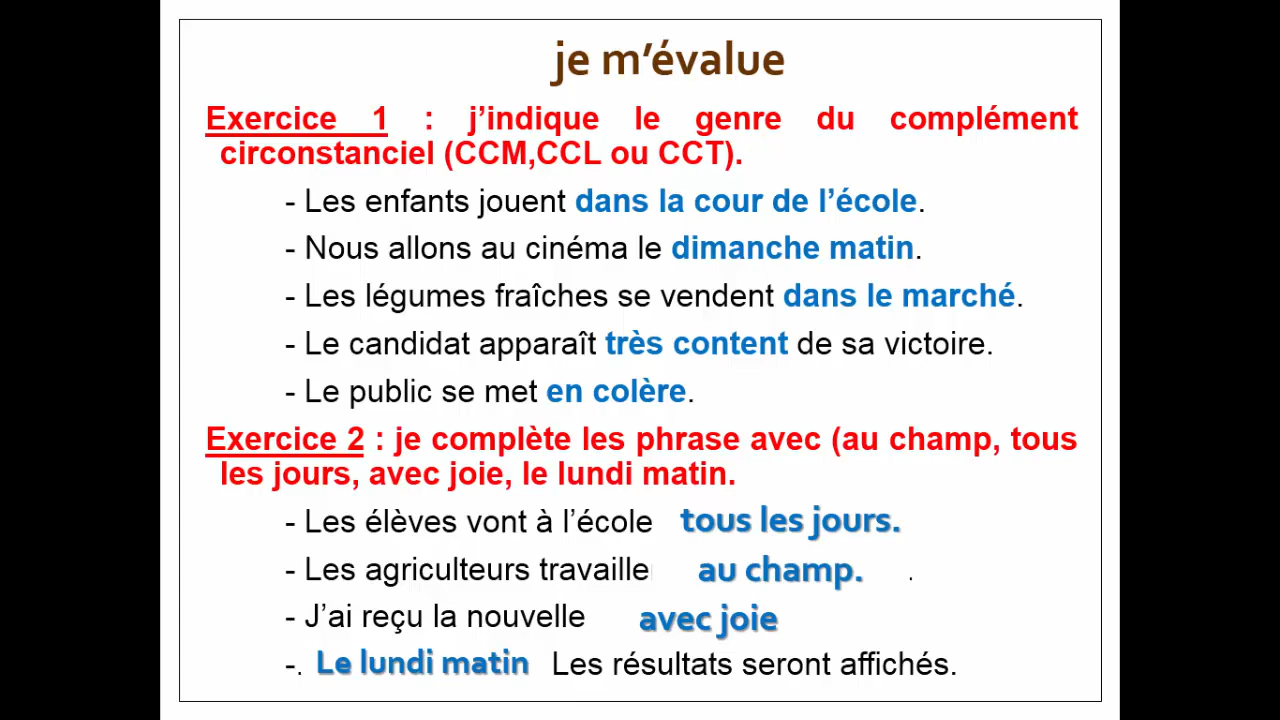 je m'évalue
Exercice 1 : j'indique le genre du complément
circonstanciel (CCM,CCL ou CCT).
- Les enfants jouent dans la cour de l'école.
- Nous allons au cinéma le dimanche matin.
- Les légumes fraîches se vendent dans le marché.
- Le candidat apparaît très content de sa victoire.
- Le public se met en colère.
Exercice 2 : je complète les phrase avec (au champ, tous
les jours, avec joie, le lundi matin.
- Les élèves vont à l'école tous les jours.
- Les agriculteurs travaille au champ. .
- J'ai reçu la nouvelle avec joie
-. Le lundi matin Les résultats seront affichés.